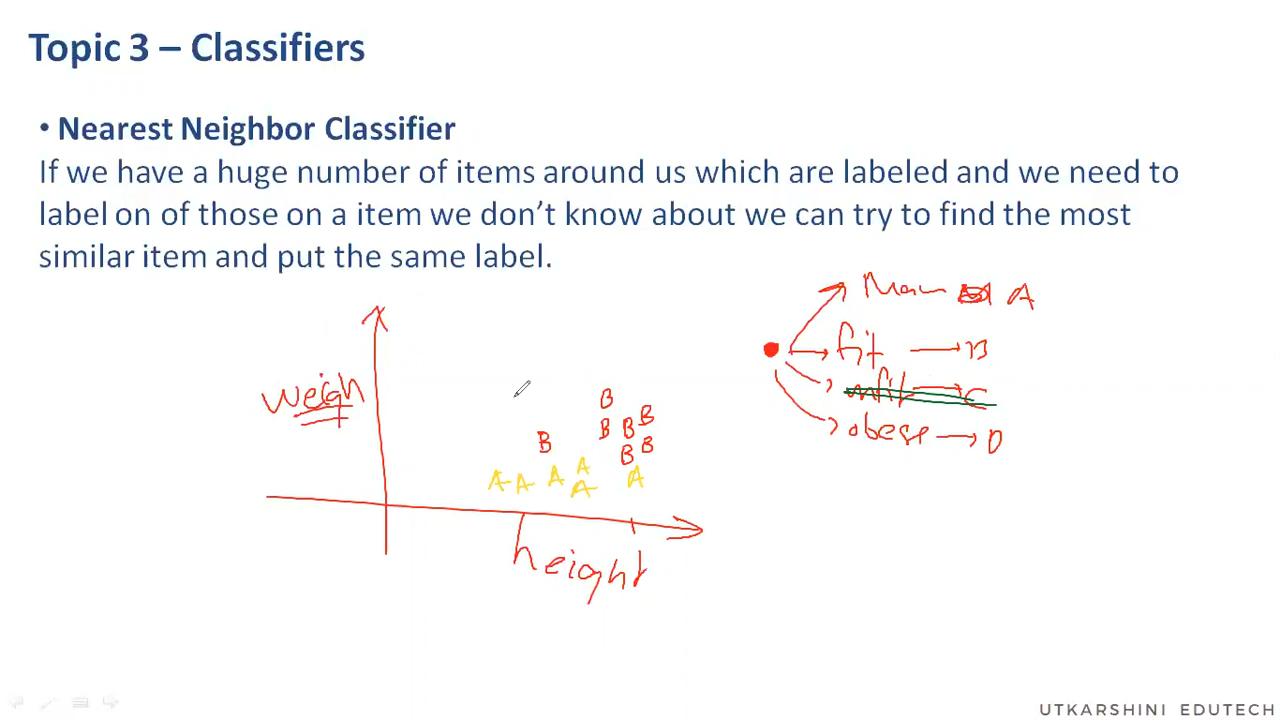 Topic 3 – Classifiers
• Nearest Neighbor Classifier
If we have a huge number of items around us which are labeled and we need to
label on of those on a item we don’t know about we can try to find the most
similar item and put the same label.
A
fit B
weigh
B
B B B
obese D
B B B
A
A A A A A
height
UTKARSHINI EDUTECH